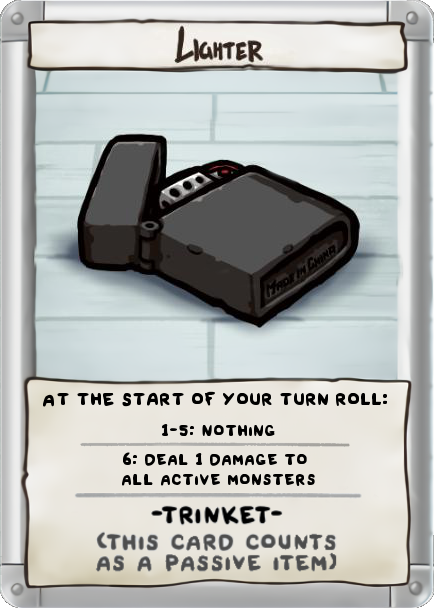 LIGHTER
MADE IN CHINA
AT THE START OF YOUR TURN ROLL:
1-5: NOTHING
6: DEAL 1 DAMAGE TO
ALL ACTIVE MONSTERS
-TRINKET-
(THIS CARD COUNTS
AS A PASSIVE ITEM)